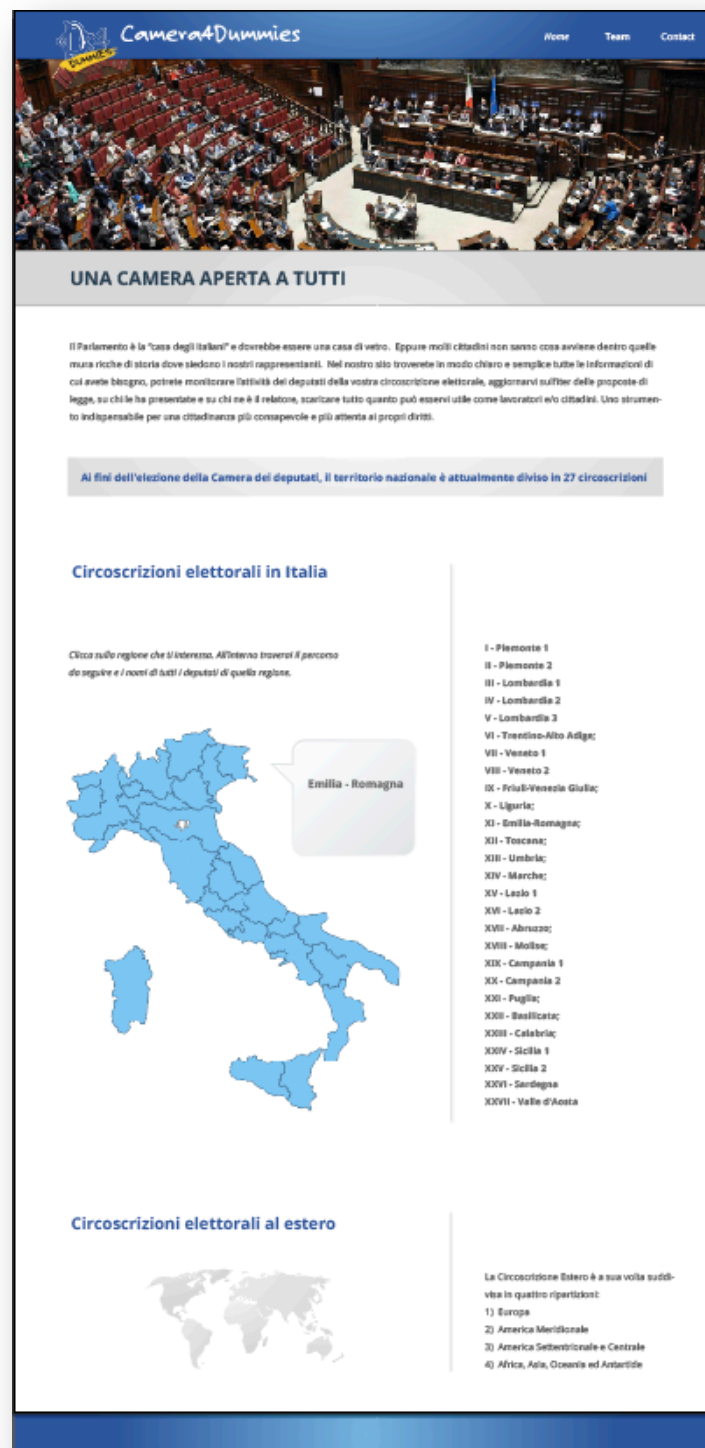 DUMMIES
Camera4Dummies
Home Team Contact
UNA CAMERA APERTA A TUTTI
Il Parlamento è la "casa degli italiani" e dovrebbe essere una casa di vetro. Eppure molti cittadini non sanno cosa avviene dentro quelle
mura ricche di storia dove siedono i nostri rappresentanti. Nel nostro sito troverete in modo chiaro e semplice tutte le informazioni di
cui avete bisogno, potrete monitorare l'attività dei deputati della vostra circoscrizione elettorale, aggiornarvi sull'iter delle proposte di
legge, su chi le ha presentate e su chi ne è il relatore, scaricare tutto quanto può esservi utile come lavoratori e/o cittadini. Uno strumen-
to indispensabile per una cittadinanza più consapevole e più attenta ai propri diritti.
Ai fini dell'elezione della Camera dei deputati, il territorio nazionale è attualmente diviso in 27 circoscrizioni
Circoscrizioni elettorali in Italia
Clicca sulla regione che ti interessa. All'interno troverai il percorso
da seguire e i nomi di tutti i deputati di quella regione.
Emilia - Romagna
I - Piemonte 1
II - Piemonte 2
III - Lombardia 1
IV - Lombardia 2
V - Lombardia 3
VI - Trentino-Alto Adige;
VII - Veneto 1
VIII - Veneto 2
IX - Friuli-Venezia Giulia;
X - Liguria;
XI - Emilia-Romagna;
XII - Toscana;
XIII - Umbria;
XIV - Marche;
XV - Lazio 1
XVI - Lazio 2
XVII - Abruzzo;
XVIII - Molise;
XIX - Campania 1
XX - Campania 2
XXI - Puglia;
XXII - Basilicata;
XXIII - Calabria;
XXIV - Sicilia 1
XXV - Sicilia 2
XXVI - Sardegna
XXVII - Valle d'Aosta
Circoscrizioni elettorali al estero
La Circoscrizione Estero è a sua volta suddi-
visa in quattro ripartizioni:
1) Europa
2) America Meridionale
3) America Settentrionale e Centrale
4) Africa, Asia, Oceania ed Antartide